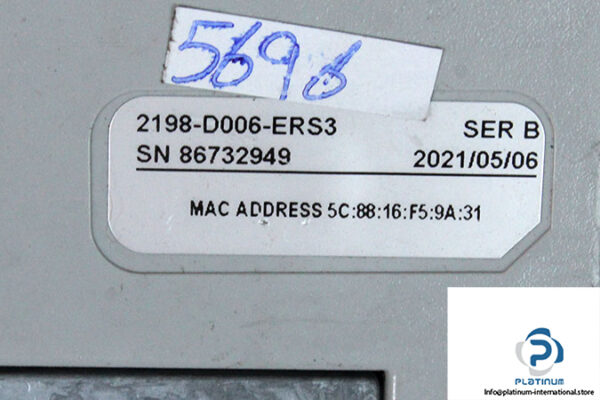 5696
2198-D006-ERS3 SER B
SN 86732949 2021/05/06
MAC ADDRESS 5C:88:16:F5:9A:31
PLATINUM
info@platinum-international.store